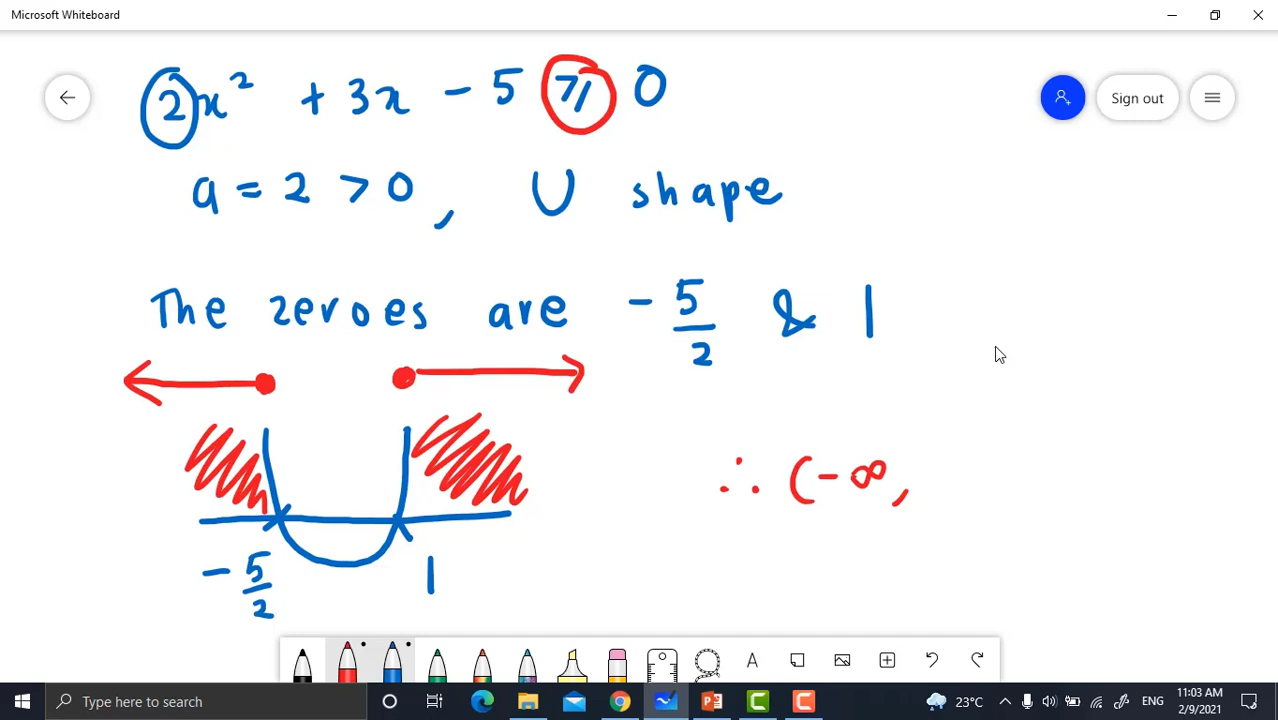 Microsoft Whiteboard
2x² + 3x - 5 ⩾ 0
Sign out
a = 2 > 0, U shape
The zeroes are - 5/2 & 1
∴ (-∞,
- 5/2 1
A
Type here to search
23°C
ENG
11:03 AM
2/9/2021